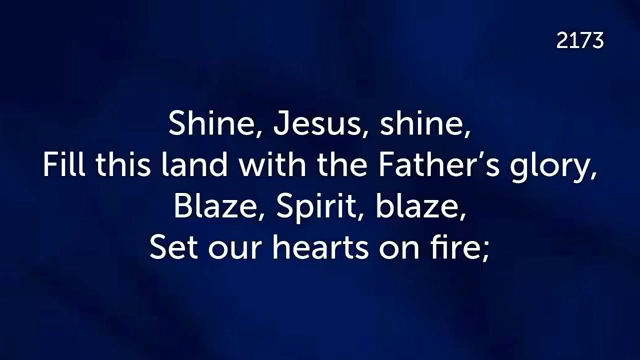 2173
Shine, Jesus, shine,
Fill this land with the Father’s glory,
Blaze, Spirit, blaze,
Set our hearts on fire;